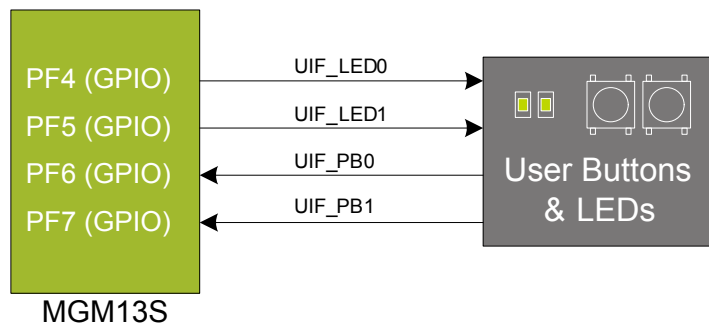 PF4 (GPIO)
PF5 (GPIO)
PF6 (GPIO)
PF7 (GPIO)
MGM13S
UIF_LED0
UIF_LED1
UIF_PB0
UIF_PB1
User Buttons
& LEDs